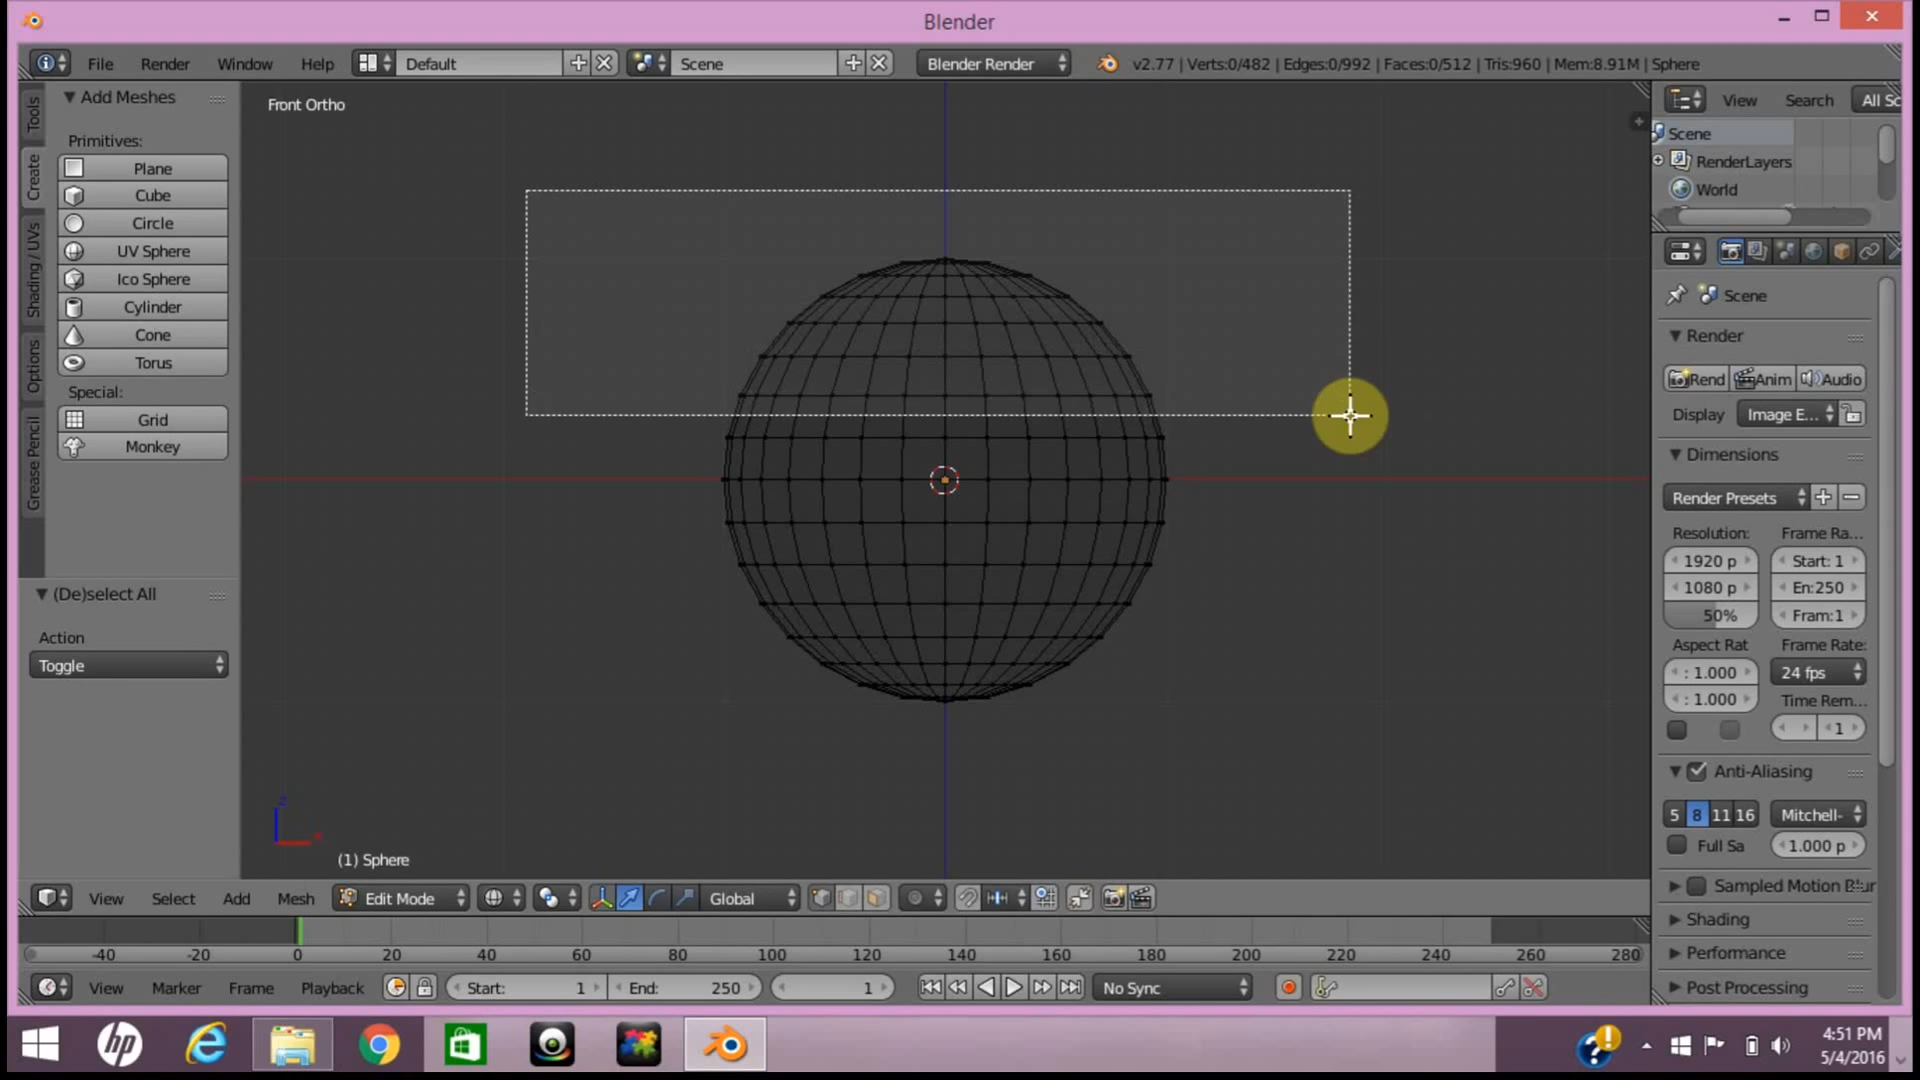 Blender
File Render Window Help Default Scene Blender Render v2.77 | Verts:0/482 | Edges:0/992 | Faces:0/512 | Tris:960 | Mem:8.91M | Sphere
Tools
Create
Shading / UVs
Options
Grease Pencil
Add Meshes
Primitives:
Plane
Cube
Circle
UV Sphere
Ico Sphere
Cylinder
Cone
Torus
Special:
Grid
Monkey
(De)select All
Action
Toggle
Front Ortho
z
x
(1) Sphere
View Search All Sc
Scene
RenderLayers
World
Scene
Render
Rend Anim Audio
Display Image E...
Dimensions
Render Presets
Resolution: Frame Ra...
1920 p Start: 1
1080 p En:250
50% Fram:1
Aspect Rat Frame Rate:
: 1.000 24 fps
: 1.000 Time Rem...
1
Anti-Aliasing
5 8 11 16 Mitchell-
Full Sa 1.000 p
Sampled Motion Blur
Shading
Performance
Post Processing
View Select Add Mesh Edit Mode Global
-40 -20 0 20 40 60 80 100 120 140 160 180 200 220 240 260 280
View Marker Frame Playback Start: 1 End: 250 1 No Sync
hp
4:51 PM
5/4/2016